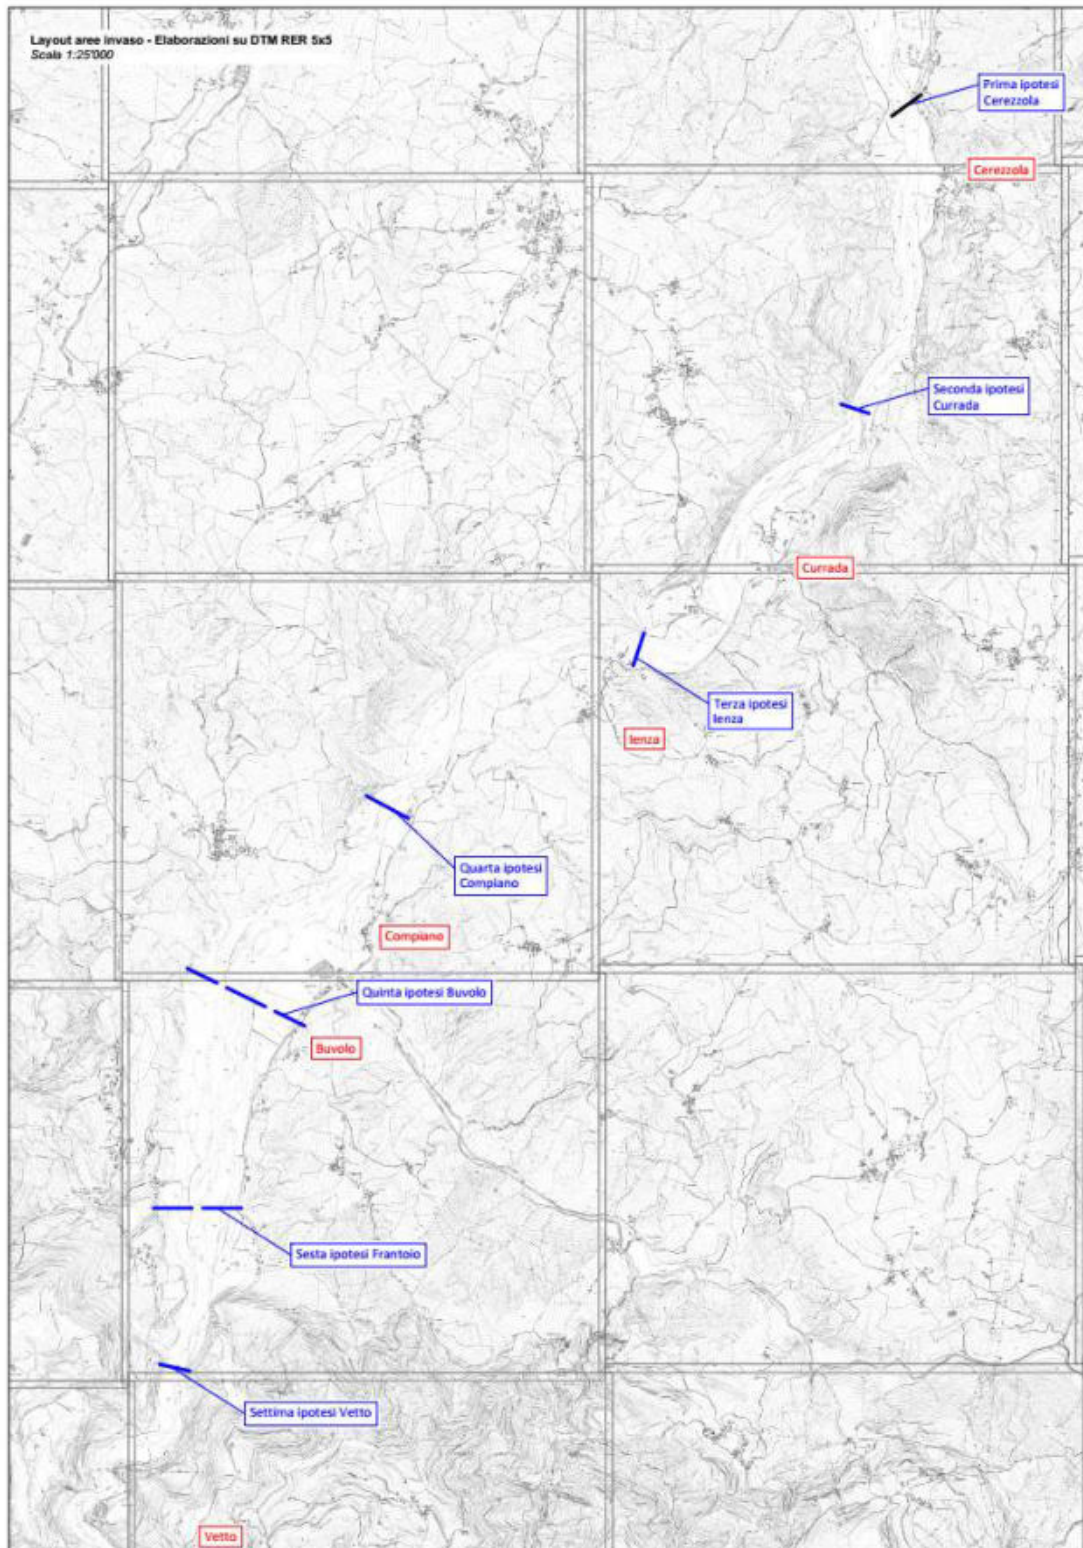 Layout aree invaso - Elaborazioni su DTM RER 5x5
Scala 1:25'000
Prima ipotesi
Cerezzola
Cerezzola
Seconda ipotesi
Currada
Currada
Terza ipotesi
Ienza
Ienza
Quarta ipotesi
Compiano
Compiano
Quinta ipotesi Buvolo
Buvolo
Sesta ipotesi Frantoio
Settima ipotesi Vetto
Vetto